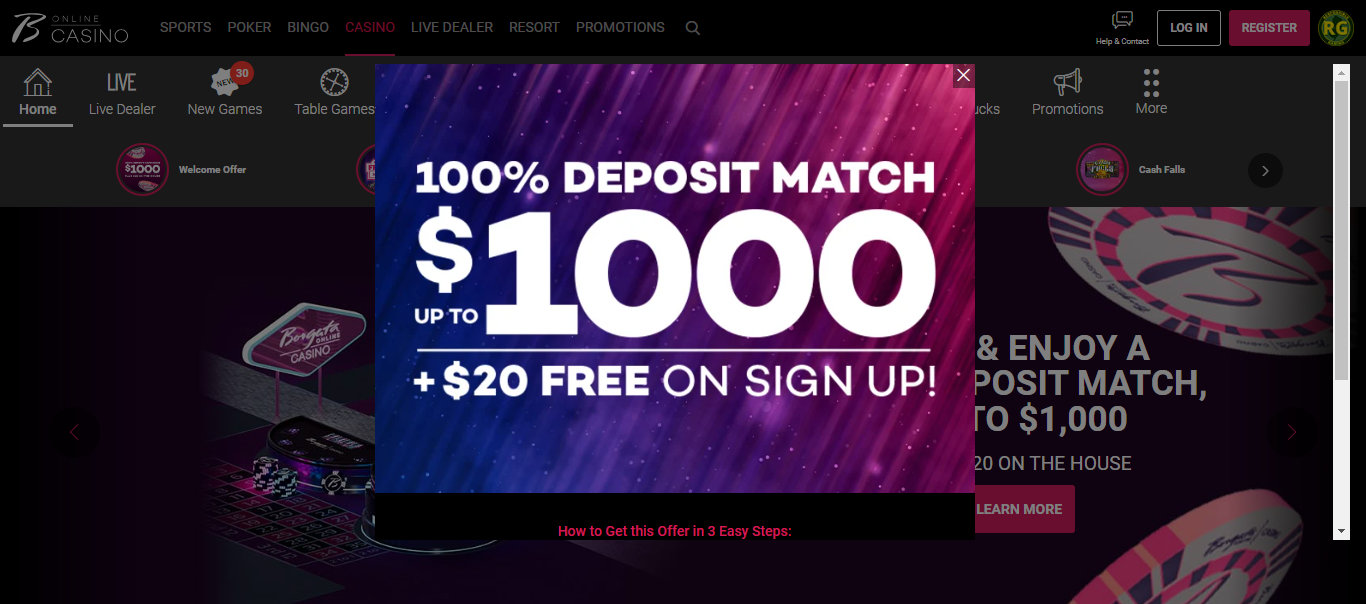 B ONLINE
CASINO
SPORTS POKER BINGO CASINO LIVE DEALER RESORT PROMOTIONS
Help & Contact
LOG IN
REGISTER
RG
LIVE
NEW
30
Home
Live Dealer
New Games
Table Games
Promotions
More
$1000
Welcome Offer
Cash Falls
100% DEPOSIT MATCH
$
UP TO
1000
+ $20 FREE ON SIGN UP!
How to Get this Offer in 3 Easy Steps:
& ENJOY A
POSIT MATCH,
TO $1,000
20 ON THE HOUSE
LEARN MORE
Borgata
ONLINE
CASINO